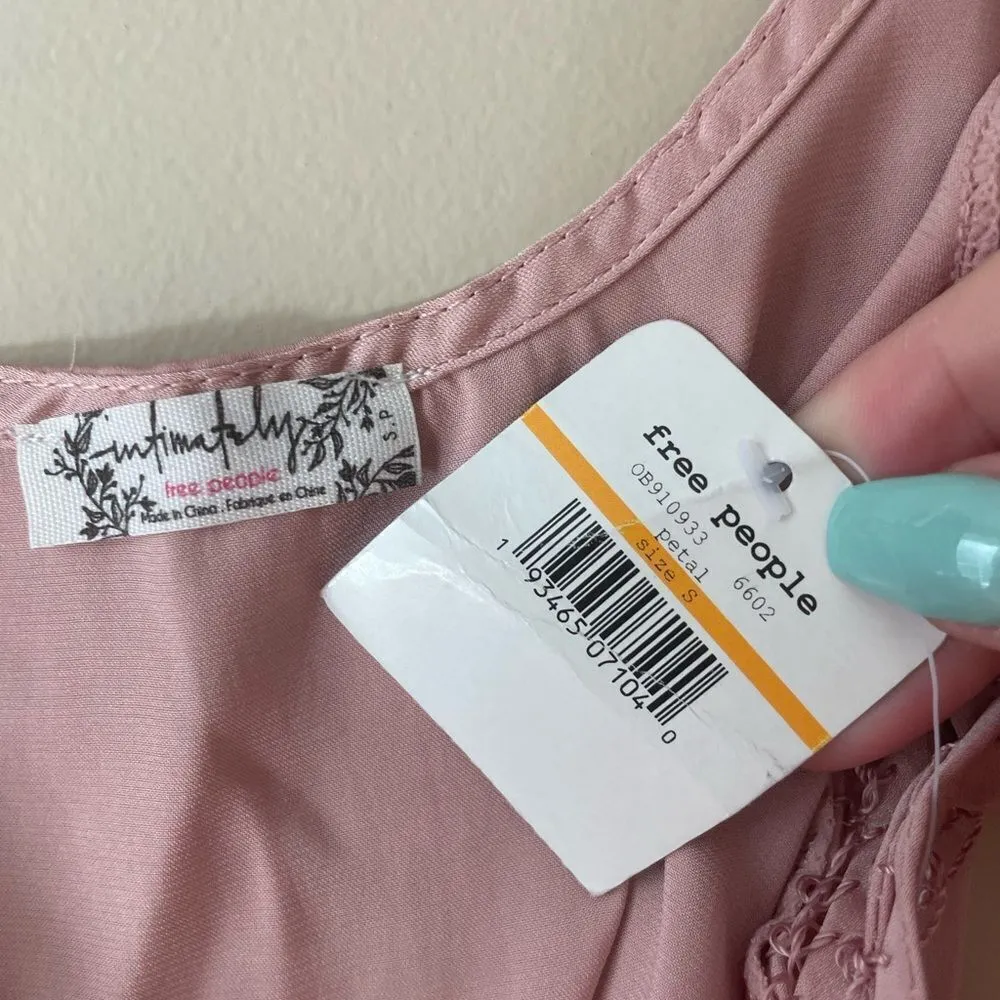 intimately
free people
Made in China . Fabriqué en Chine
S.P
free people
OB910933 6602
petal
size S
1 93465 07104 0